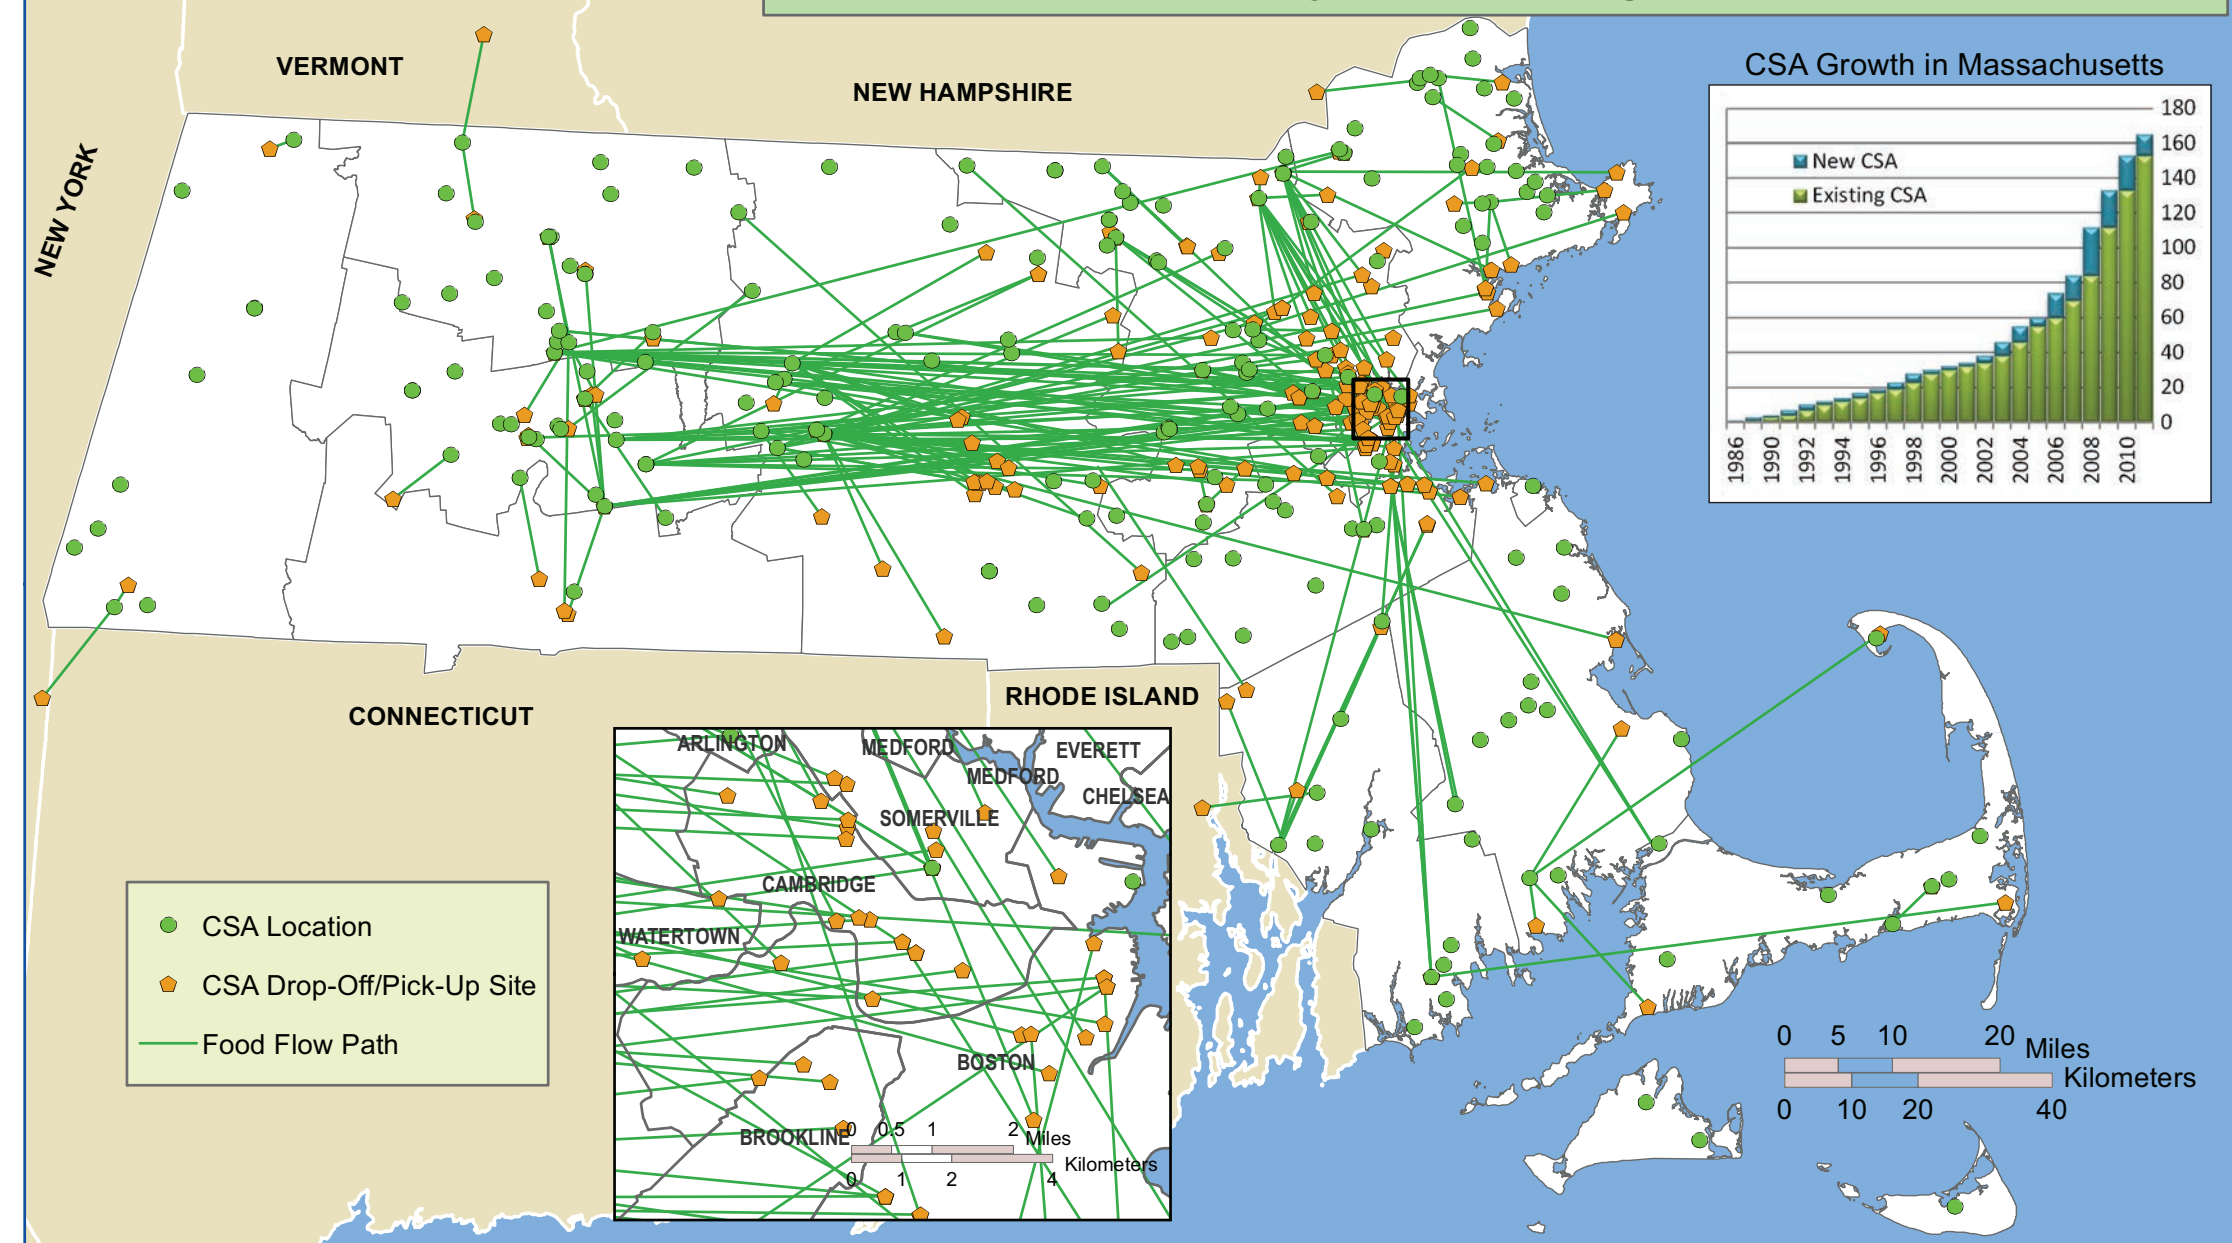 VERMONT
NEW HAMPSHIRE
NEW YORK
CONNECTICUT
RHODE ISLAND
CSA Growth in Massachusetts
180
160
140
120
100
80
60
40
20
0
New CSA
Existing CSA
1986
1990
1992
1994
1996
1998
2000
2002
2004
2006
2008
2010
CSA Location
CSA Drop-Off/Pick-Up Site
Food Flow Path
ARLINGTON
MEDFORD
EVERETT
MEDFORD
CHELSEA
SOMERVILLE
CAMBRIDGE
WATERTOWN
BOSTON
BROOKLINE
0 0.5 1 2 Miles
Kilometers
0 1 2 4
0 5 10 20 Miles
Kilometers
0 10 20 40